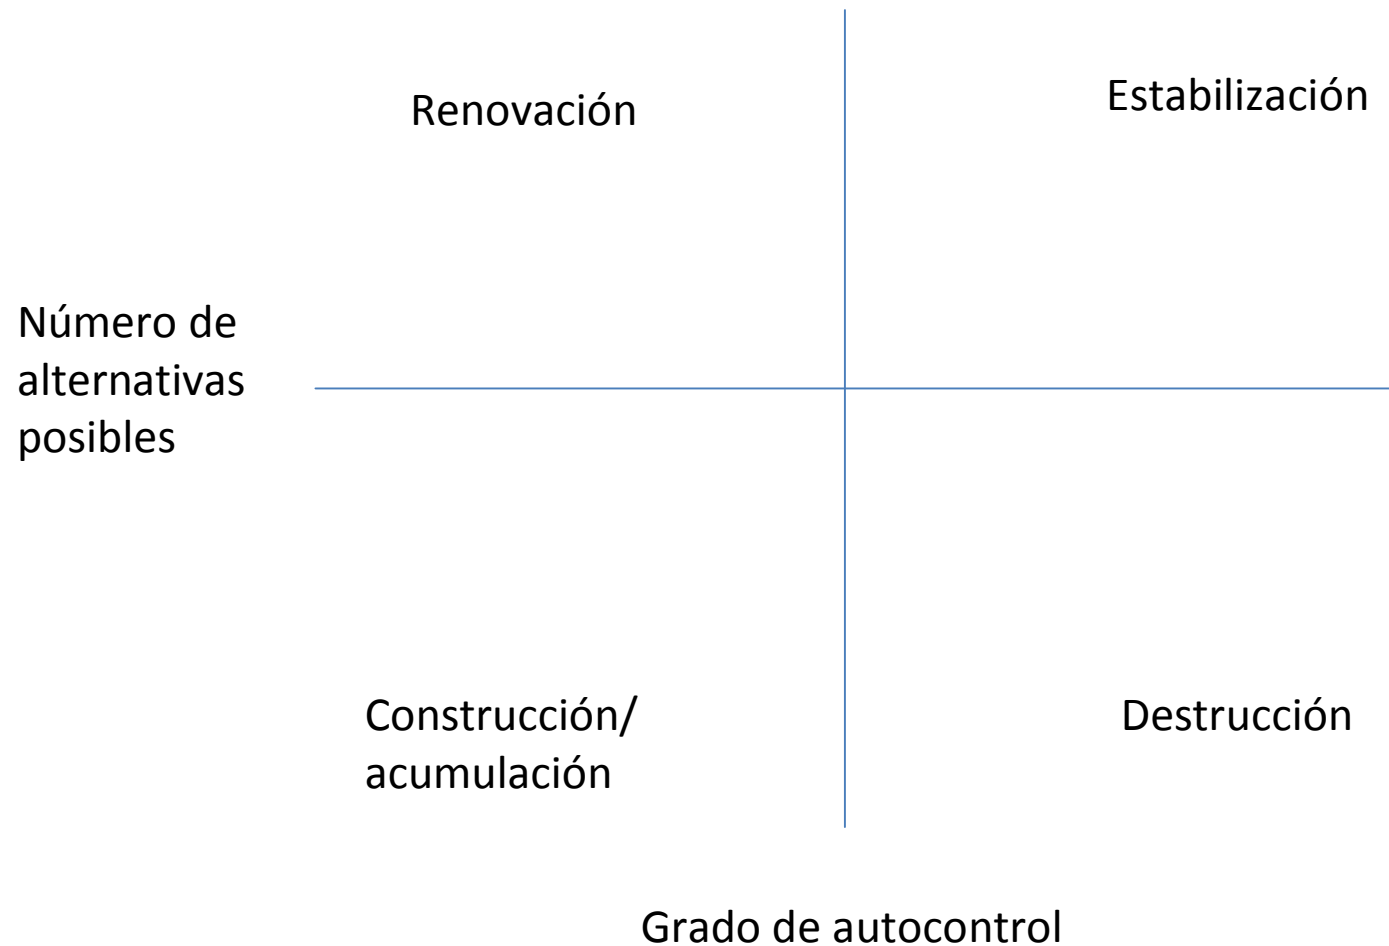 Renovación
Estabilización
Número de
alternativas
posibles
Construcción/
acumulación
Destrucción
Grado de autocontrol